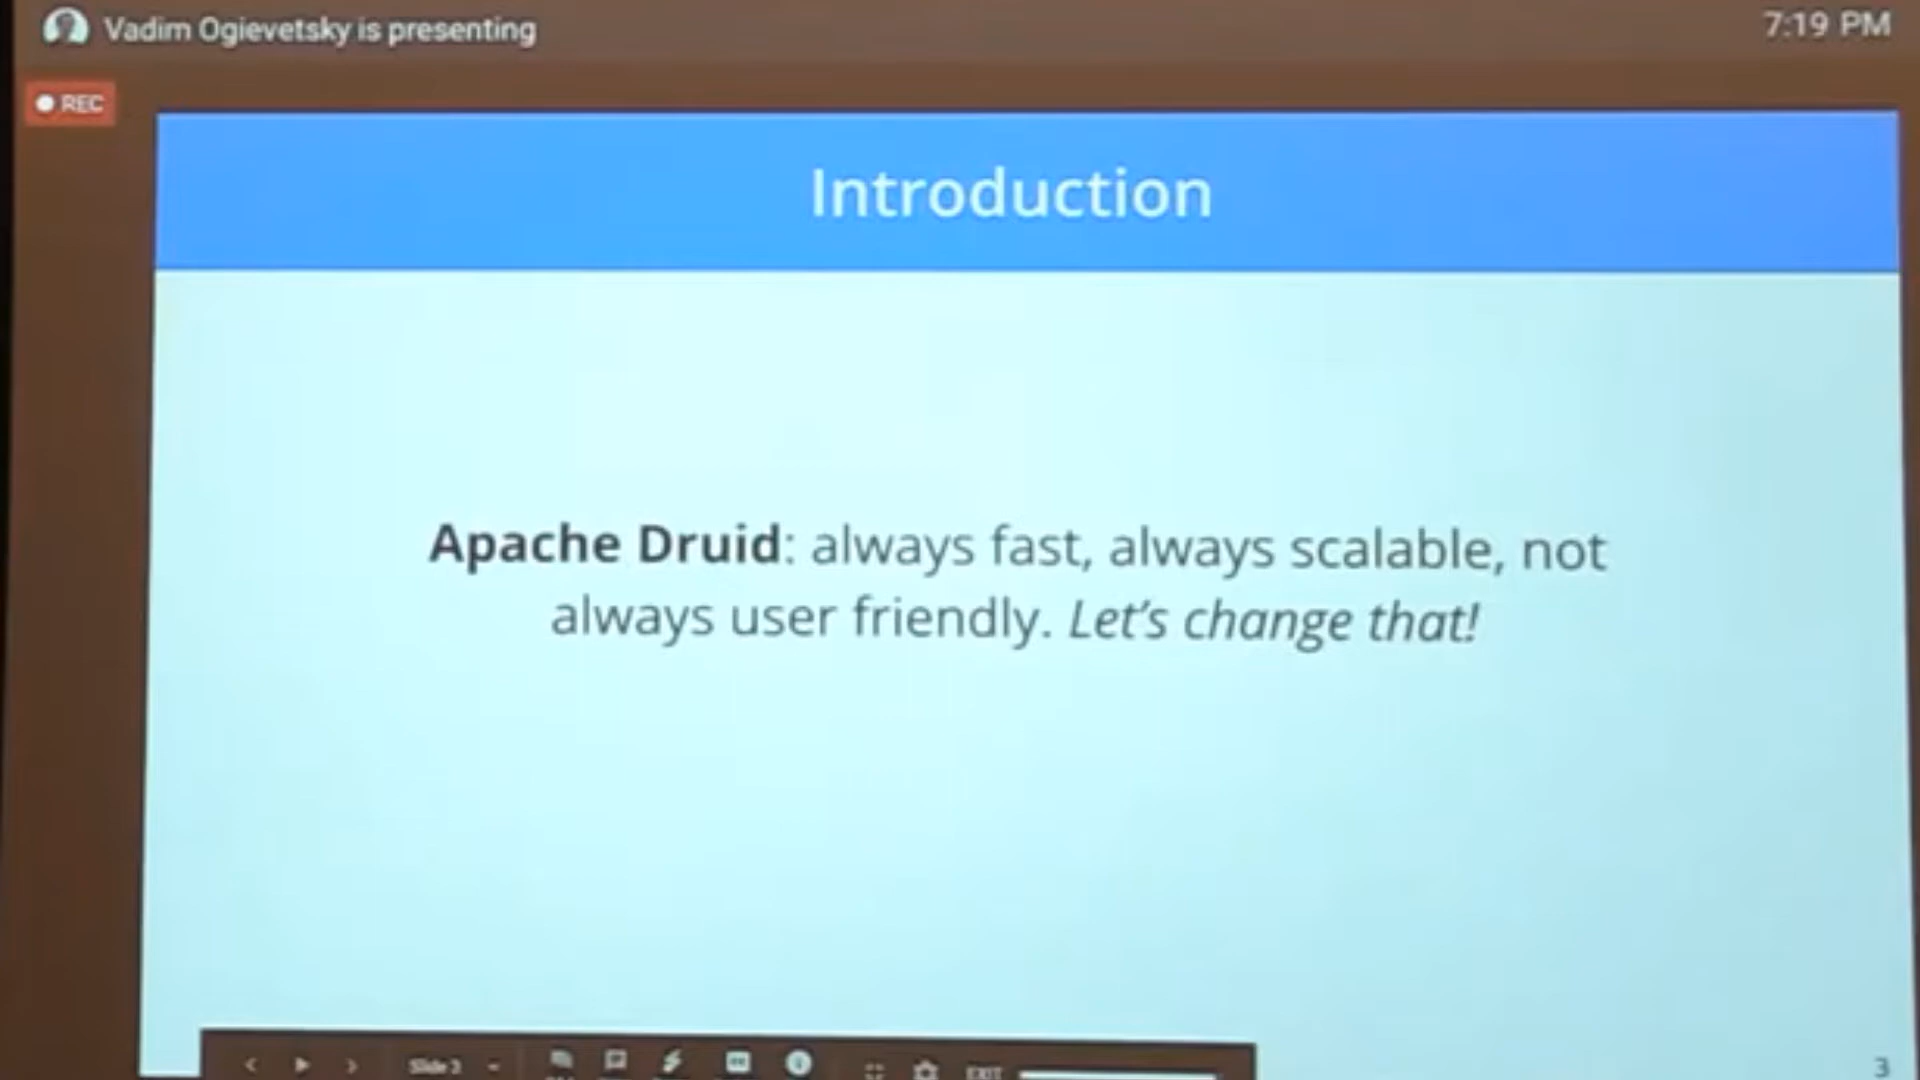 Vadim Ogievetsky is presenting
7:19 PM
REC
Introduction
Apache Druid: always fast, always scalable, not
always user friendly. Let's change that!
Slide 3
EXIT
3